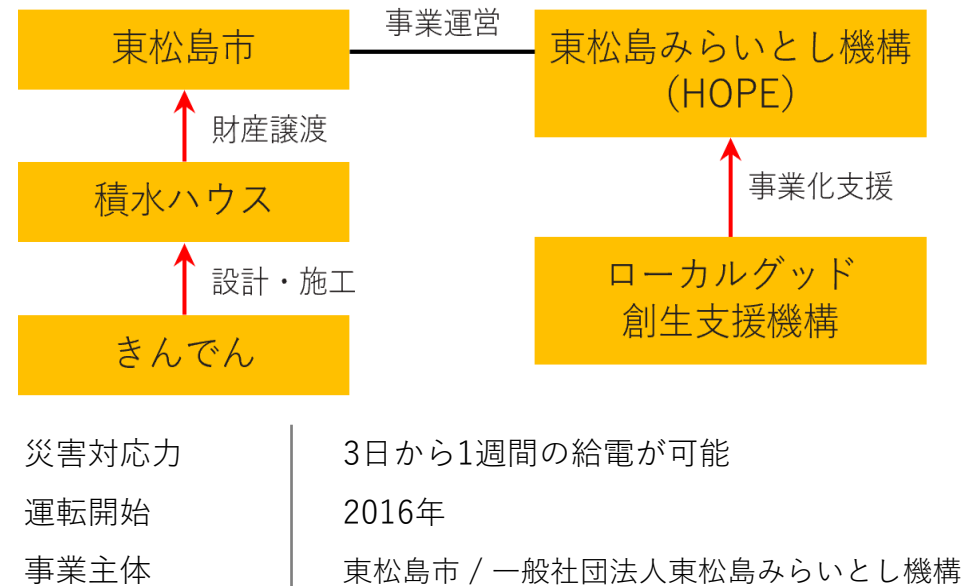 東松島市
事業運営
東松島みらいとし機構
(HOPE)
財産譲渡
積水ハウス
事業化支援
設計・施工
ローカルグッド
創生支援機構
きんでん
災害対応力 3日から1週間の給電が可能
運転開始 2016年
事業主体 東松島市 / 一般社団法人東松島みらいとし機構